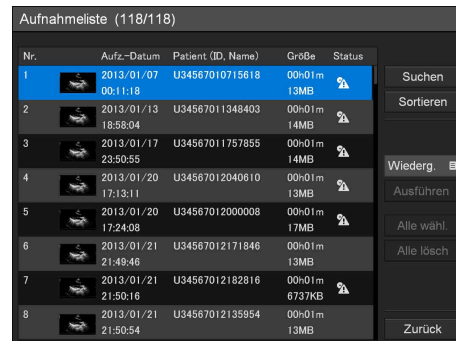 Aufnahmeliste (118/118)
Nr. Aufz.-Datum Patient (ID, Name) Größe Status
1 2013/01/07 U34567010715618 00h01m
00:11:18 13MB
2 2013/01/13 U34567011348403 00h01m
18:58:04 14MB
3 2013/01/17 U34567011757855 00h01m
23:50:55 14MB
4 2013/01/20 U34567012040610 00h01m
17:13:11 13MB
5 2013/01/20 U34567012000008 00h01m
17:24:08 17MB
6 2013/01/21 U34567012171846 00h01m
21:49:46 13MB
7 2013/01/21 U34567012182816 00h01m
21:50:16 6737KB
8 2013/01/21 U34567012135954 00h01m
21:50:54 13MB
Suchen
Sortieren
Wiederg.
Ausführen
Alle wähl.
Alle lösch
Zurück